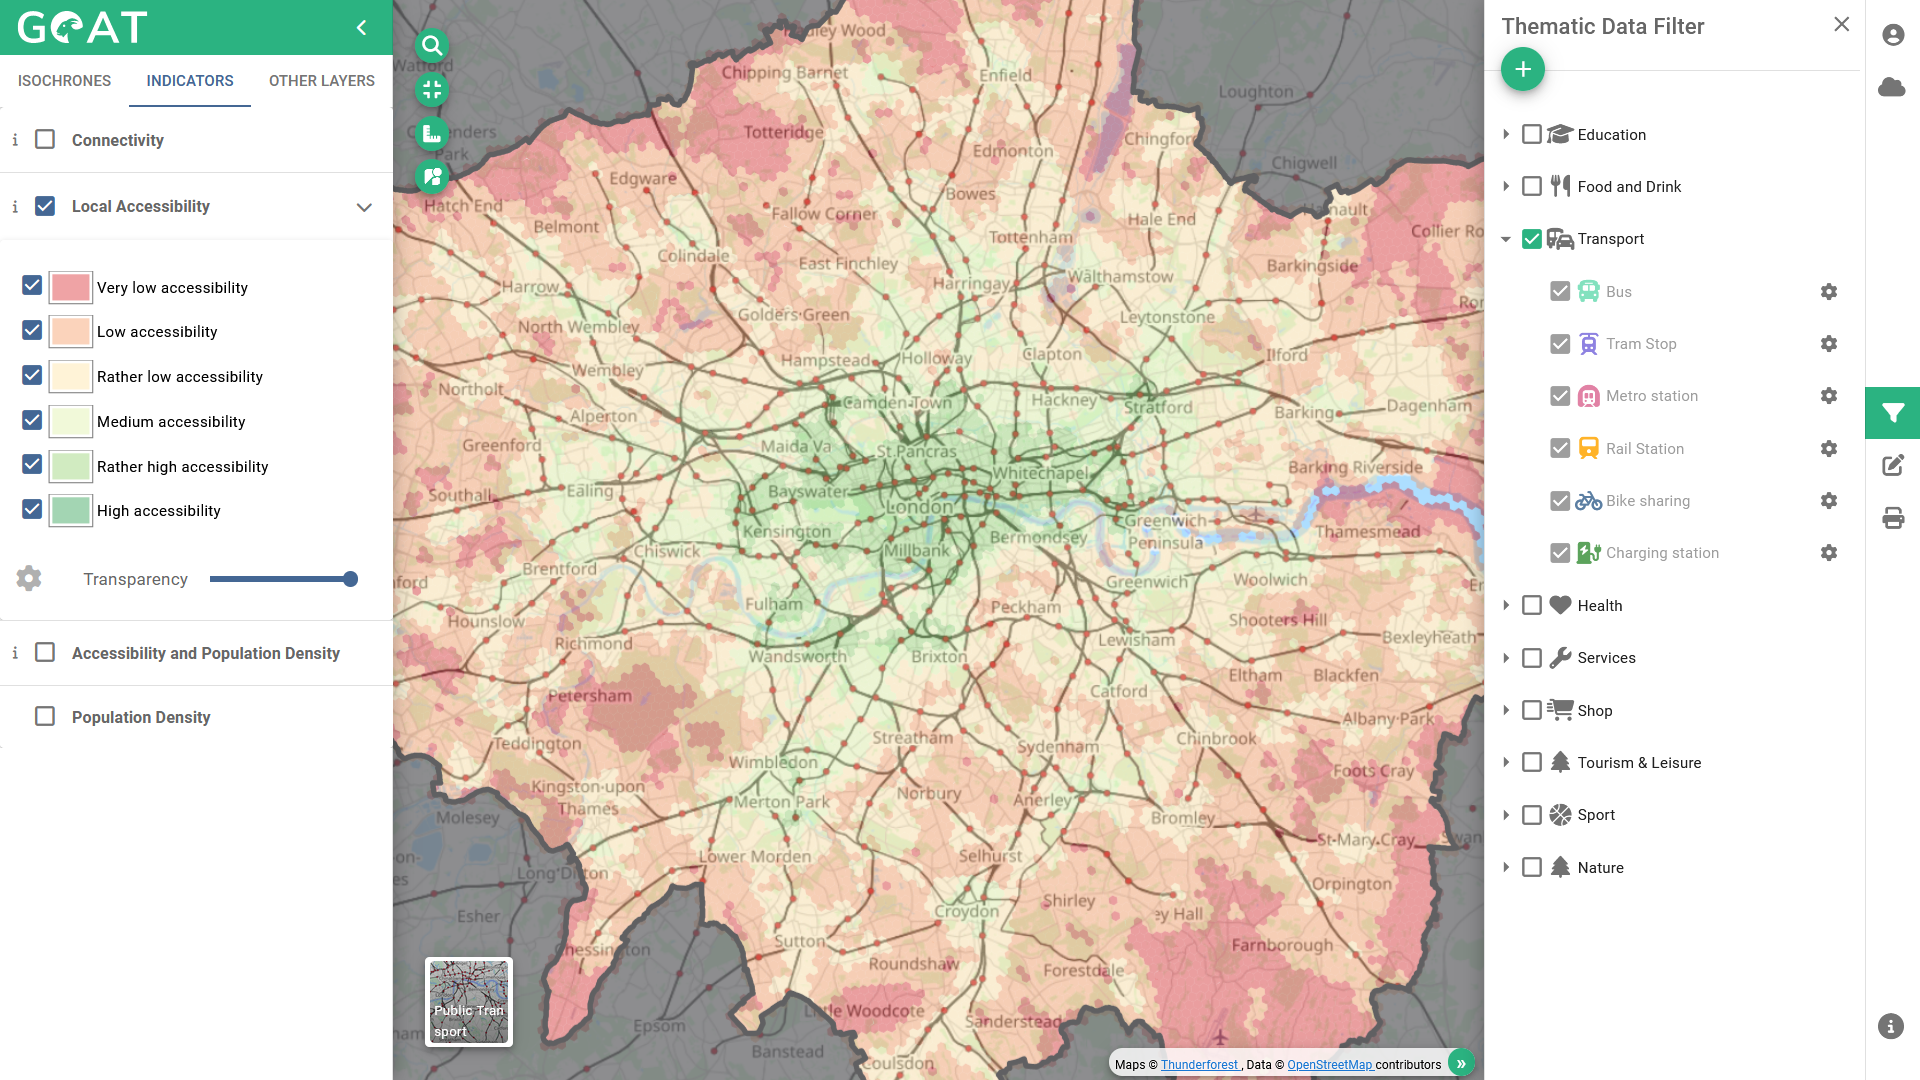 GOAT
ISOCHRONES
INDICATORS
OTHER LAYERS
Connectivity
Local Accessibility
Very low accessibility
Low accessibility
Rather low accessibility
Medium accessibility
Rather high accessibility
High accessibility
Transparency
Accessibility and Population Density
Population Density
Watford
Chipping Barnet
Enfield
Loughton
Totteridge
Edmonton
Chigwell
Edgware
Bowes
Hatch End
Fallow Corner
Hale End
Belmont
Tottenham
Colindale
East Finchley
Walthamstow
Barkingside
Harrow
Harringay
Golders Green
Leytonstone
North Wembley
Hampstead
Holloway
Clapton
Ilford
Wembley
Northolt
Camden Town
Hackney
Stratford
Barking
Dagenham
Alperton
Greenford
St Pancras
Whitechapel
Barking Riverside
Southall
Ealing
Bayswater
London
Greenwich
Peninsula
Thamesmead
Kensington
Bermondsey
Chiswick
Millbank
Brentford
Greenwich
Woolwich
Fulham
Peckham
Hounslow
Shooters Hill
Richmond
Lewisham
Bexleyheath
Wandsworth
Brixton
Eltham
Blackfen
Petersham
Catford
Albany Park
Teddington
Streatham
Sydenham
Chinbrook
Wimbledon
Foots Cray
Kingston upon
Thames
Merton Park
Norbury
Anerley
Bromley
Molesey
St Mary Cray
Lower Morden
Selhurst
Long Ditton
Orpington
Shirley
Esher
Croydon
Sutton
Farnborough
Chessington
Roundshaw
Forestdale
Little Woodcote
Sanderstead
Epsom
Banstead
Coulsdon
Public Tran
sport
Maps © Thunderforest , Data © OpenStreetMap contributors »
Thematic Data Filter
Education
Food and Drink
Transport
Bus
Tram Stop
Metro station
Rail Station
Bike sharing
Charging station
Health
Services
Shop
Tourism & Leisure
Sport
Nature